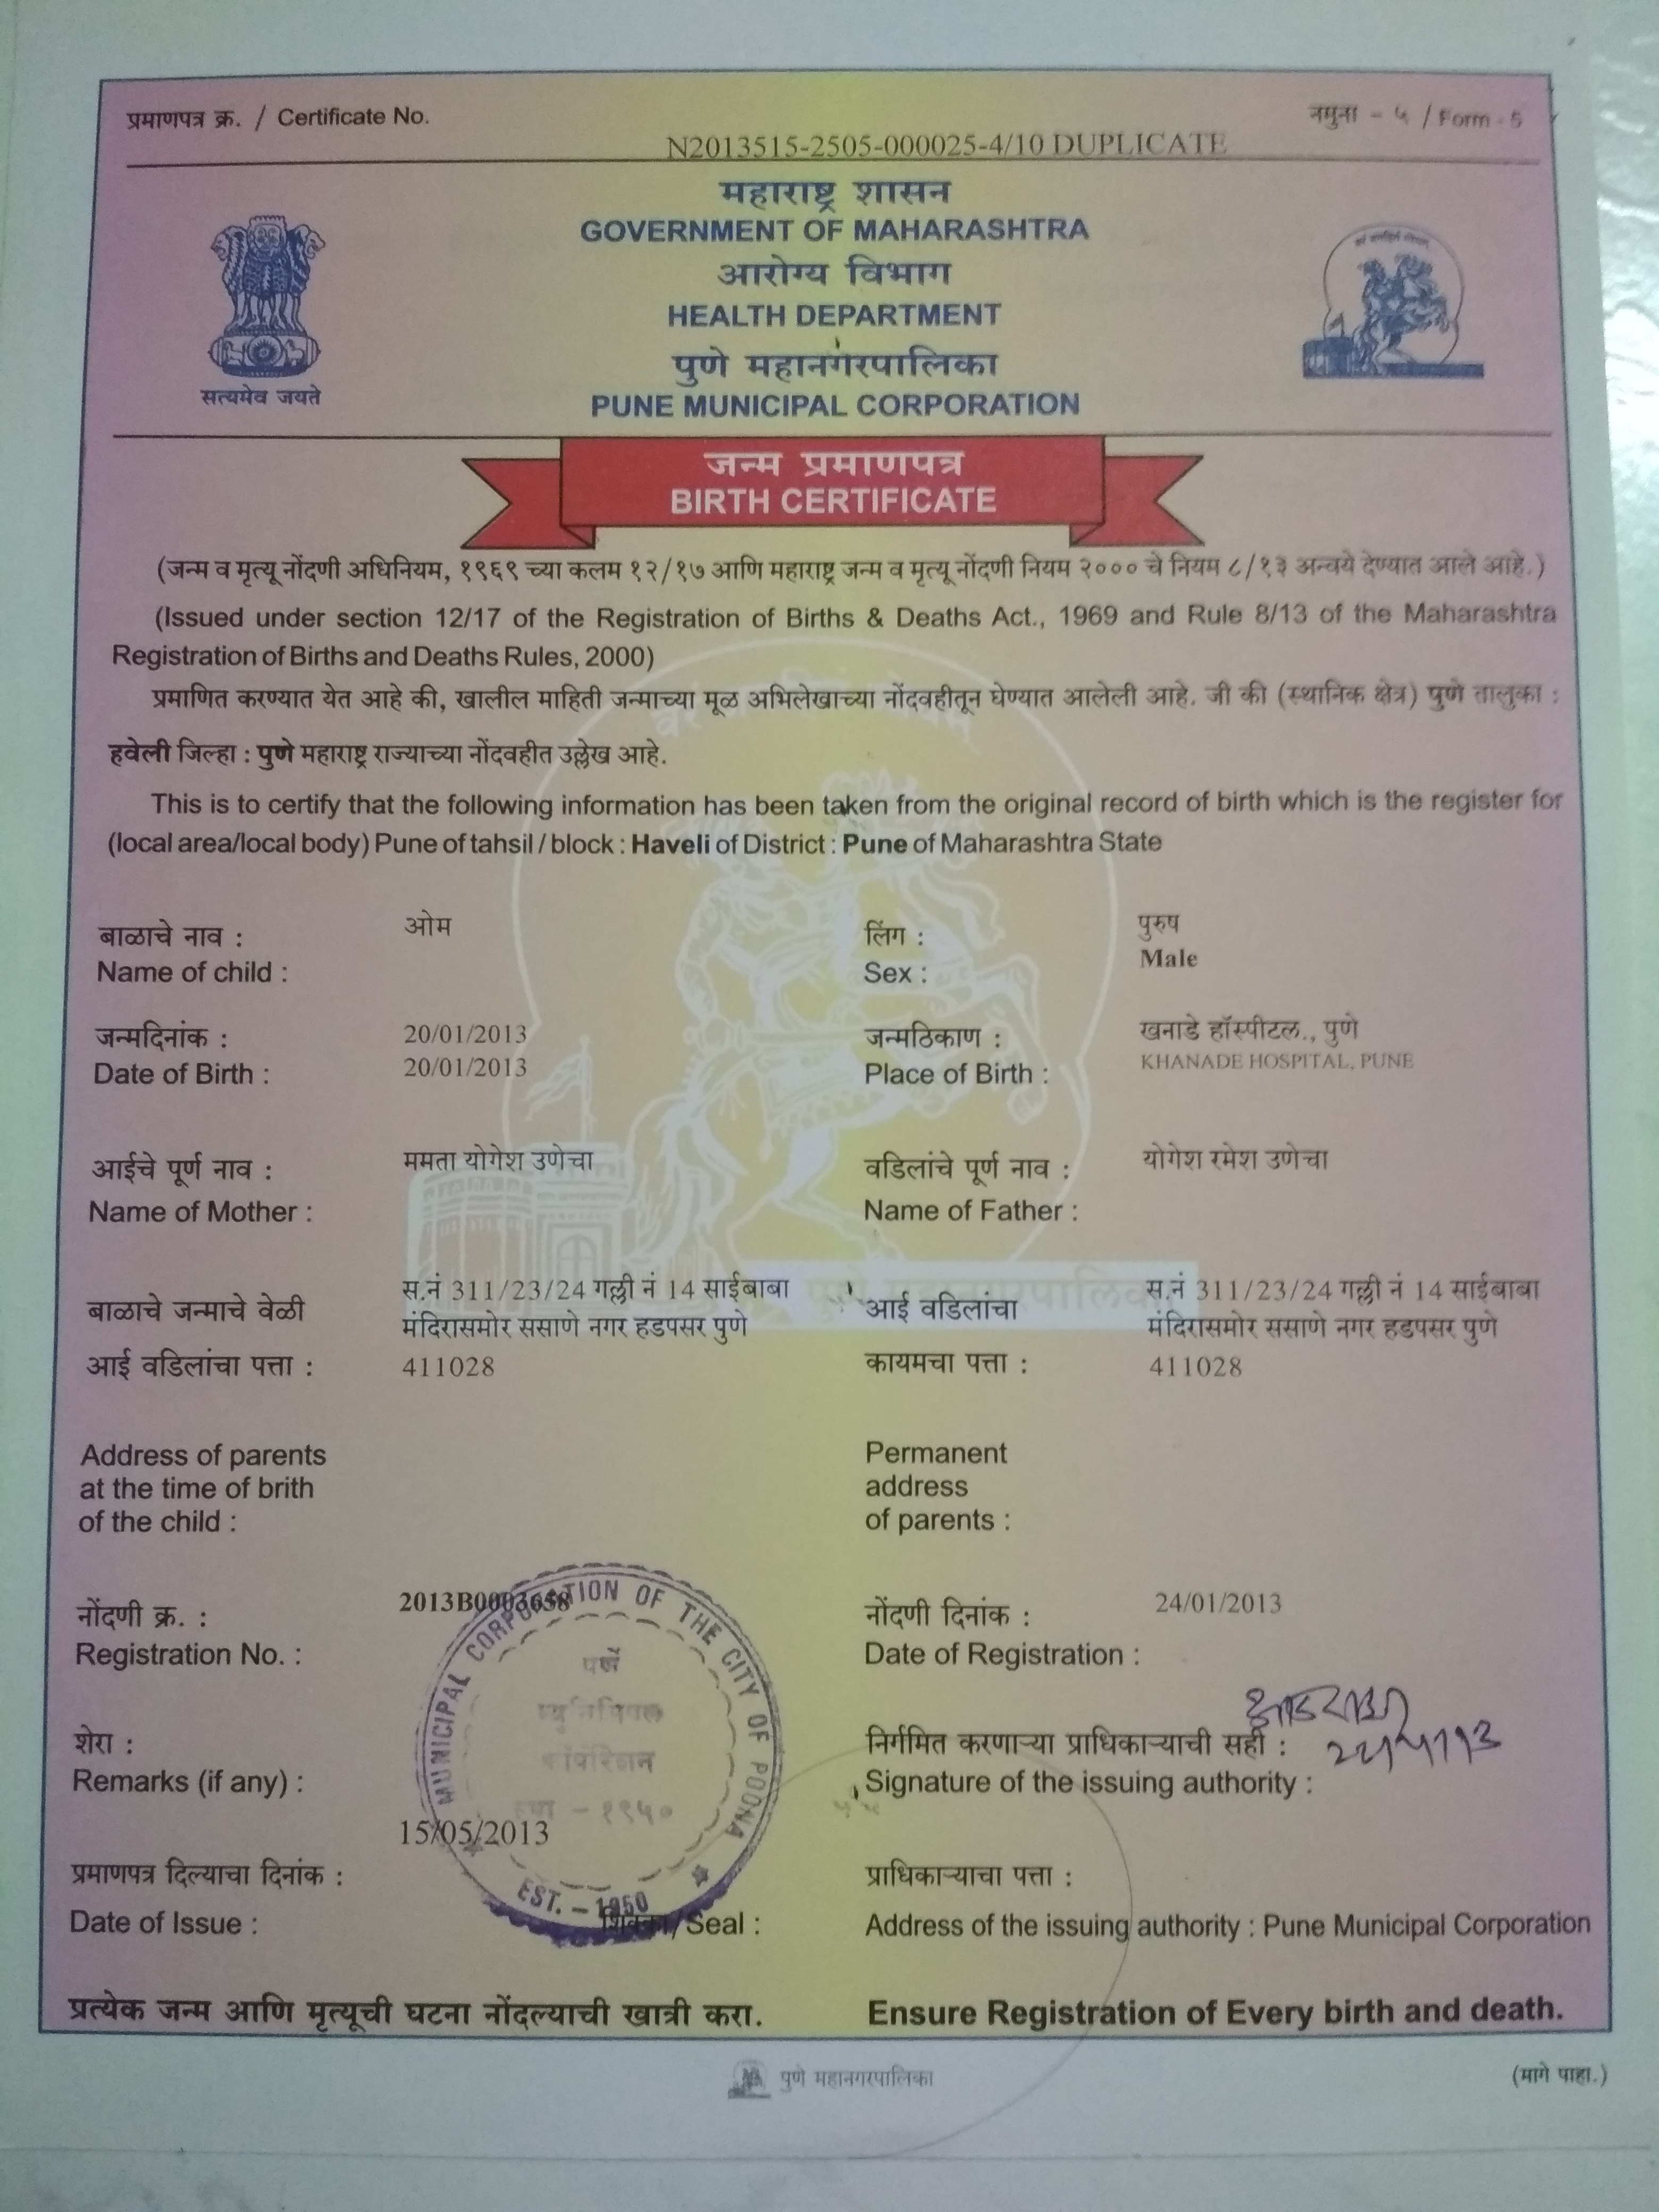 प्रमाणपत्र क्र. / Certificate No.
नमुना - ५ / Form - 5
N2013515-2505-000025-4/10 DUPLICATE
महाराष्ट्र शासन
GOVERNMENT OF MAHARASHTRA
आरोग्य विभाग
HEALTH DEPARTMENT
पुणे महानगरपालिका
PUNE MUNICIPAL CORPORATION
सत्यमेव जयते
जन्म प्रमाणपत्र
BIRTH CERTIFICATE
(जन्म व मृत्यू नोंदणी अधिनियम, १९६९ च्या कलम १२/१७ आणि महाराष्ट्र जन्म व मृत्यू नोंदणी नियम २००० चे नियम ८/१३ अन्वये देण्यात आले आहे.)
(Issued under section 12/17 of the Registration of Births & Deaths Act., 1969 and Rule 8/13 of the Maharashtra
Registration of Births and Deaths Rules, 2000)
प्रमाणित करण्यात येत आहे की, खालील माहिती जन्माच्या मूळ अभिलेखाच्या नोंदवहीतून घेण्यात आलेली आहे. जी की (स्थानिक क्षेत्र) पुणे तालुका :
हवेली जिल्हा : पुणे महाराष्ट्र राज्याच्या नोंदवहीत उल्लेख आहे.
This is to certify that the following information has been taken from the original record of birth which is the register for
(local area/local body) Pune of tahsil / block : Haveli of District : Pune of Maharashtra State
बाळाचे नाव : ओम
Name of child :
लिंग : पुरुष
Sex : Male
जन्मदिनांक : 20/01/2013
Date of Birth : 20/01/2013
जन्मठिकाण : खनाडे हॉस्पीटल., पुणे
Place of Birth : KHANADE HOSPITAL, PUNE
आईचे पूर्ण नाव : ममता योगेश उणेचा
Name of Mother :
वडिलांचे पूर्ण नाव : योगेश रमेश उणेचा
Name of Father :
बाळाचे जन्माचे वेळी
आई वडिलांचा पत्ता :
स.नं 311/23/24 गल्ली नं 14 साईबाबा
मंदिरासमोर ससाणे नगर हडपसर पुणे
411028
आई वडिलांचा
कायमचा पत्ता :
स.नं 311/23/24 गल्ली नं 14 साईबाबा
मंदिरासमोर ससाणे नगर हडपसर पुणे
411028
Address of parents
at the time of brith
of the child :
Permanent
address
of parents :
नोंदणी क्र. : 2013B0003658
Registration No. :
नोंदणी दिनांक : 24/01/2013
Date of Registration :
MUNICIPAL CORPORATION OF THE CITY OF POONA
EST. - 1950
शेरा :
Remarks (if any) :
निर्गमित करणाऱ्या प्राधिकाऱ्याची सही :
Signature of the issuing authority :
15/05/2013
प्रमाणपत्र दिल्याचा दिनांक :
Date of Issue :
शिक्का/Seal :
प्राधिकाऱ्याचा पत्ता :
Address of the issuing authority : Pune Municipal Corporation
प्रत्येक जन्म आणि मृत्यूची घटना नोंदल्याची खात्री करा.
Ensure Registration of Every birth and death.
पुणे महानगरपालिका
(मागे पाहा.)